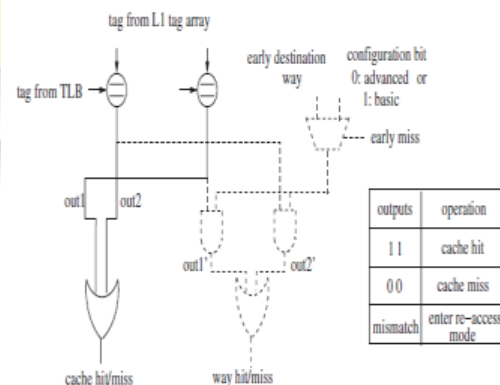 tag from L1 tag array
early destination
way
configuration bit
0: advanced or
1: basic
tag from TLB
early miss
out1
out2
out1'
out2'
cache hit/miss
way hit/miss
outputs operation
1 1 cache hit
0 0 cache miss
mismatch enter re-access
mode